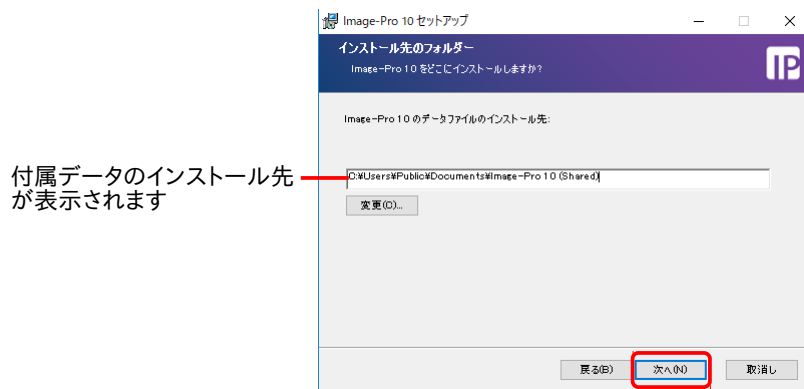 Image-Pro 10 セットアップ
インストール先のフォルダー
Image-Pro 10 をどこにインストールしますか?
IP
Image-Pro 10 のデータファイルのインストール先:
付属データのインストール先
が表示されます
C:¥Users¥Public¥Documents¥Image-Pro 10 (Shared)
変更(C)...
戻る(B)
次へ(N)
取消し